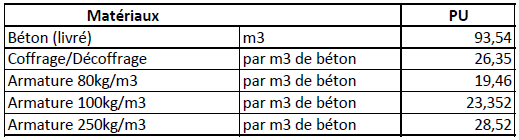 Matériaux PU
Béton (livré) m3 93,54
Coffrage/Décoffrage par m3 de béton 26,35
Armature 80kg/m3 par m3 de béton 19,46
Armature 100kg/m3 par m3 de béton 23,352
Armature 250kg/m3 par m3 de béton 28,52